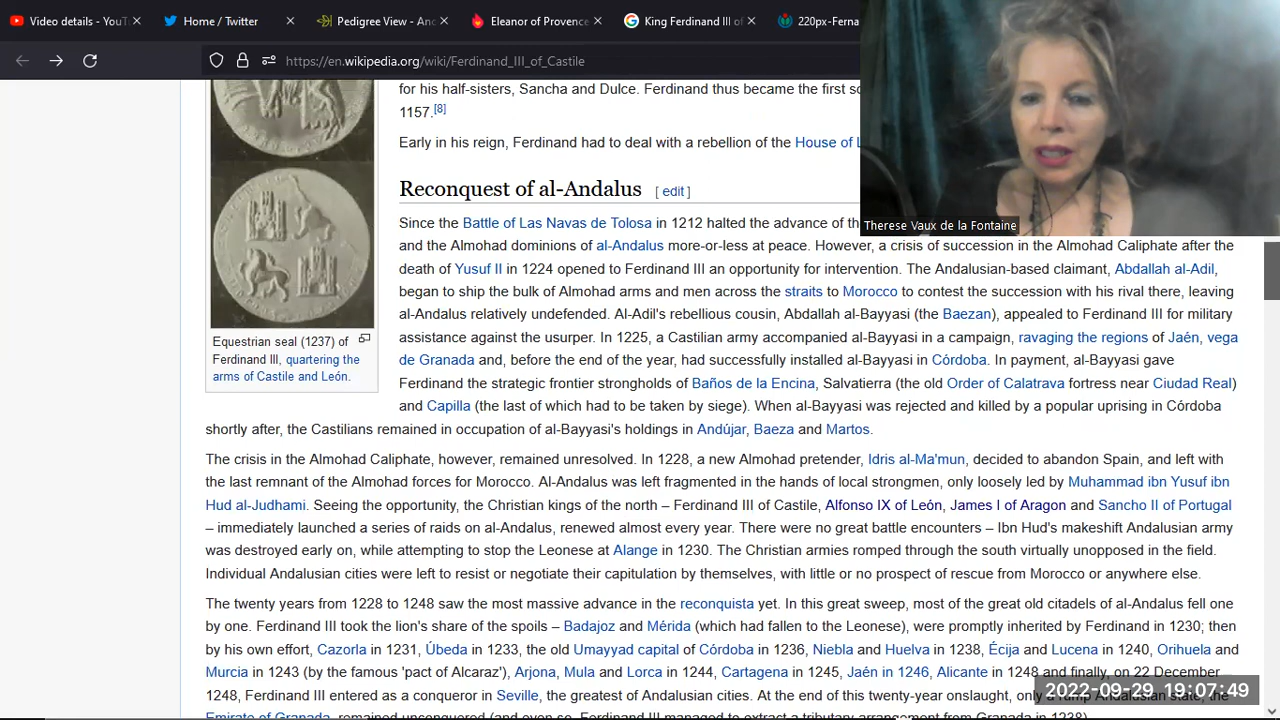 Video details - YouT
Home / Twitter
Pedigree View - Anc
Eleanor of Provence
King Ferdinand III of
220px-Ferna
https://en.wikipedia.org/wiki/Ferdinand_III_of_Castile
for his half-sisters, Sancha and Dulce. Ferdinand thus became the first so
1157.[8]
Early in his reign, Ferdinand had to deal with a rebellion of the House of L
Reconquest of al-Andalus [ edit ]
Since the Battle of Las Navas de Tolosa in 1212 halted the advance of th
and the Almohad dominions of al-Andalus more-or-less at peace. However, a crisis of succession in the Almohad Caliphate after the
death of Yusuf II in 1224 opened to Ferdinand III an opportunity for intervention. The Andalusian-based claimant, Abdallah al-Adil,
began to ship the bulk of Almohad arms and men across the straits to Morocco to contest the succession with his rival there, leaving
al-Andalus relatively undefended. Al-Adil's rebellious cousin, Abdallah al-Bayyasi (the Baezan), appealed to Ferdinand III for military
assistance against the usurper. In 1225, a Castilian army accompanied al-Bayyasi in a campaign, ravaging the regions of Jaén, vega
de Granada and, before the end of the year, had successfully installed al-Bayyasi in Córdoba. In payment, al-Bayyasi gave
Ferdinand the strategic frontier strongholds of Baños de la Encina, Salvatierra (the old Order of Calatrava fortress near Ciudad Real)
and Capilla (the last of which had to be taken by siege). When al-Bayyasi was rejected and killed by a popular uprising in Córdoba
shortly after, the Castilians remained in occupation of al-Bayyasi's holdings in Andújar, Baeza and Martos.
Equestrian seal (1237) of
Ferdinand III, quartering the
arms of Castile and León.
The crisis in the Almohad Caliphate, however, remained unresolved. In 1228, a new Almohad pretender, Idris al-Ma'mun, decided to abandon Spain, and left with
the last remnant of the Almohad forces for Morocco. Al-Andalus was left fragmented in the hands of local strongmen, only loosely led by Muhammad ibn Yusuf ibn
Hud al-Judhami. Seeing the opportunity, the Christian kings of the north – Ferdinand III of Castile, Alfonso IX of León, James I of Aragon and Sancho II of Portugal
– immediately launched a series of raids on al-Andalus, renewed almost every year. There were no great battle encounters – Ibn Hud's makeshift Andalusian army
was destroyed early on, while attempting to stop the Leonese at Alange in 1230. The Christian armies romped through the south virtually unopposed in the field.
Individual Andalusian cities were left to resist or negotiate their capitulation by themselves, with little or no prospect of rescue from Morocco or anywhere else.
The twenty years from 1228 to 1248 saw the most massive advance in the reconquista yet. In this great sweep, most of the great old citadels of al-Andalus fell one
by one. Ferdinand III took the lion's share of the spoils – Badajoz and Mérida (which had fallen to the Leonese), were promptly inherited by Ferdinand in 1230; then
by his own effort, Cazorla in 1231, Úbeda in 1233, the old Umayyad capital of Córdoba in 1236, Niebla and Huelva in 1238, Écija and Lucena in 1240, Orihuela and
Murcia in 1243 (by the famous 'pact of Alcaraz'), Arjona, Mula and Lorca in 1244, Cartagena in 1245, Jaén in 1246, Alicante in 1248 and finally, on 22 December
1248, Ferdinand III entered as a conqueror in Seville, the greatest of Andalusian cities. At the end of this twenty-year onslaught, only a rump Andalusian state, the
Emirate of Granada, remained unconquered (and even so, Ferdinand III managed to extract a tributary arrangement from Granada in 1238).
Therese Vaux de la Fontaine
2022-09-29 19:07:49